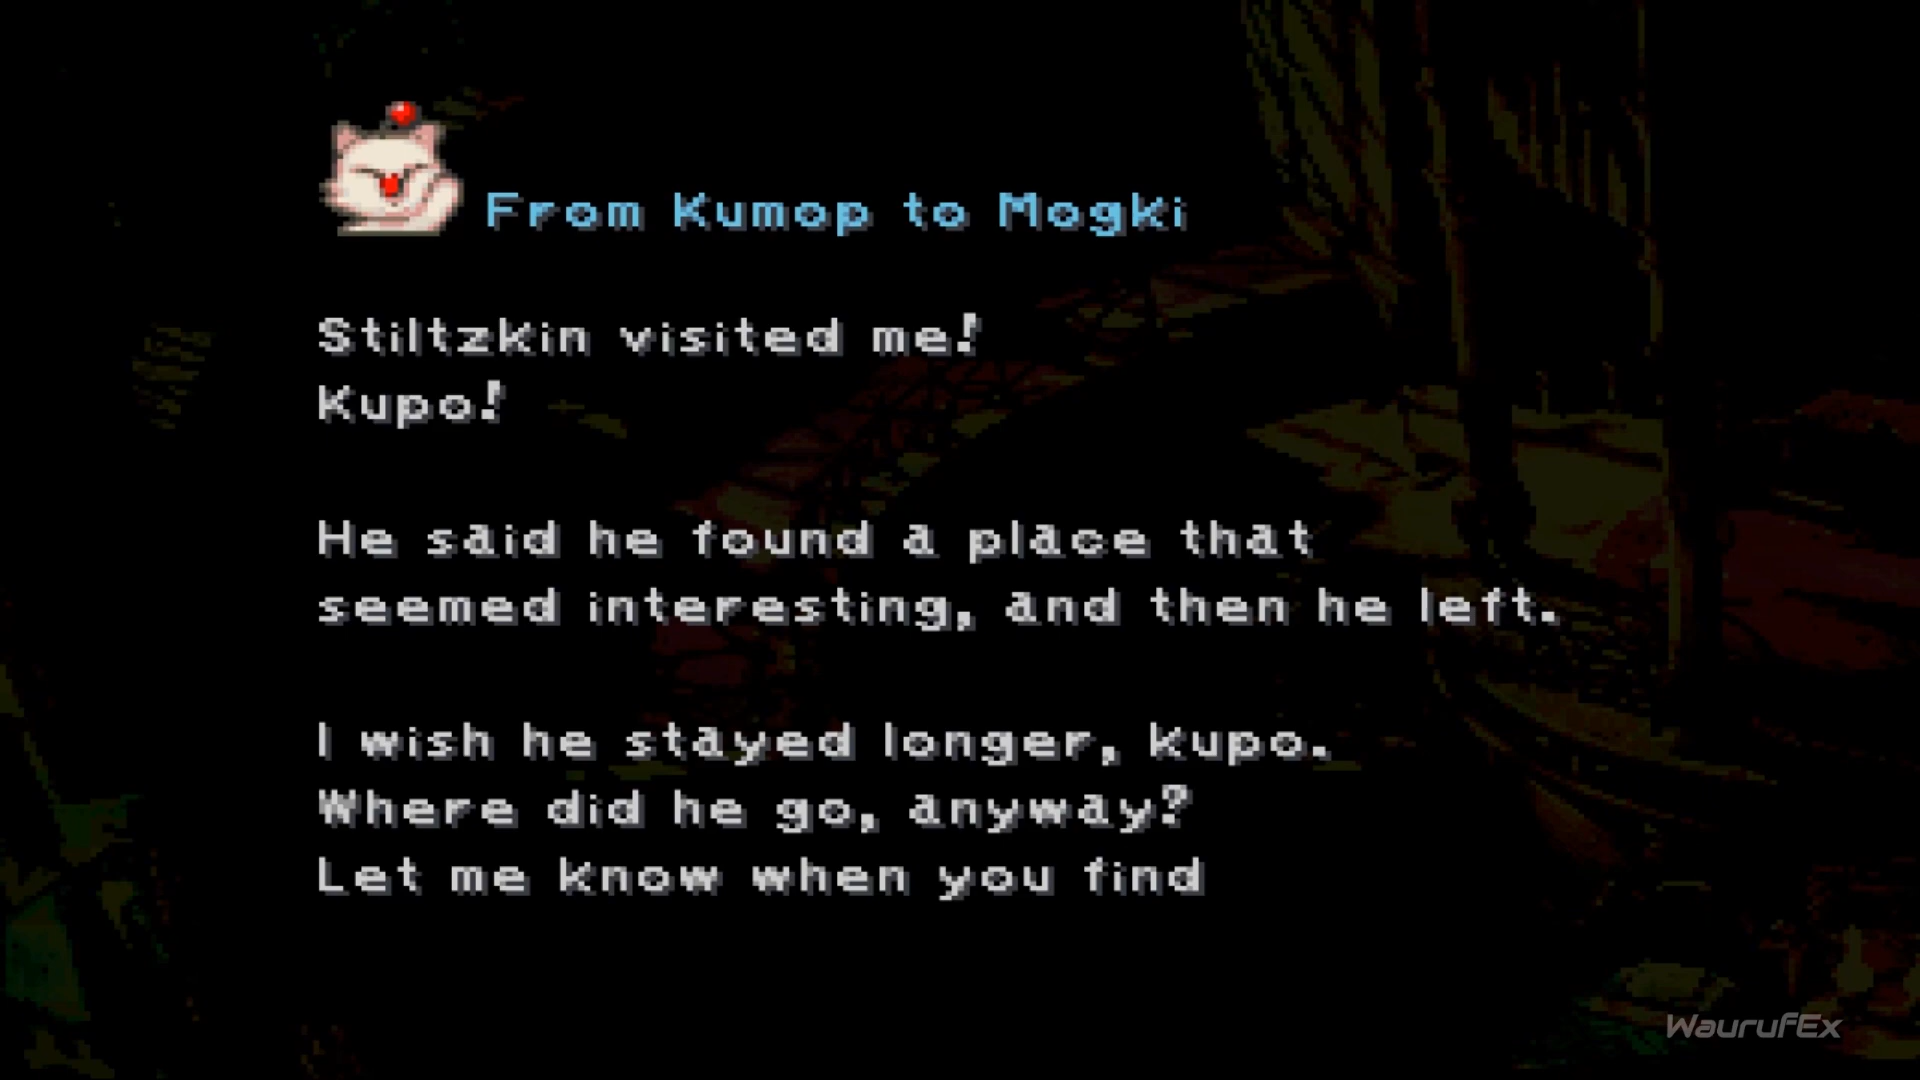 From Kumop to Mogki
Stiltzkin visited me!
Kupo!
He said he found a place that
seemed interesting, and then he left.
I wish he stayed longer, kupo.
Where did he go, anyway?
Let me know when you find
WaurufEx